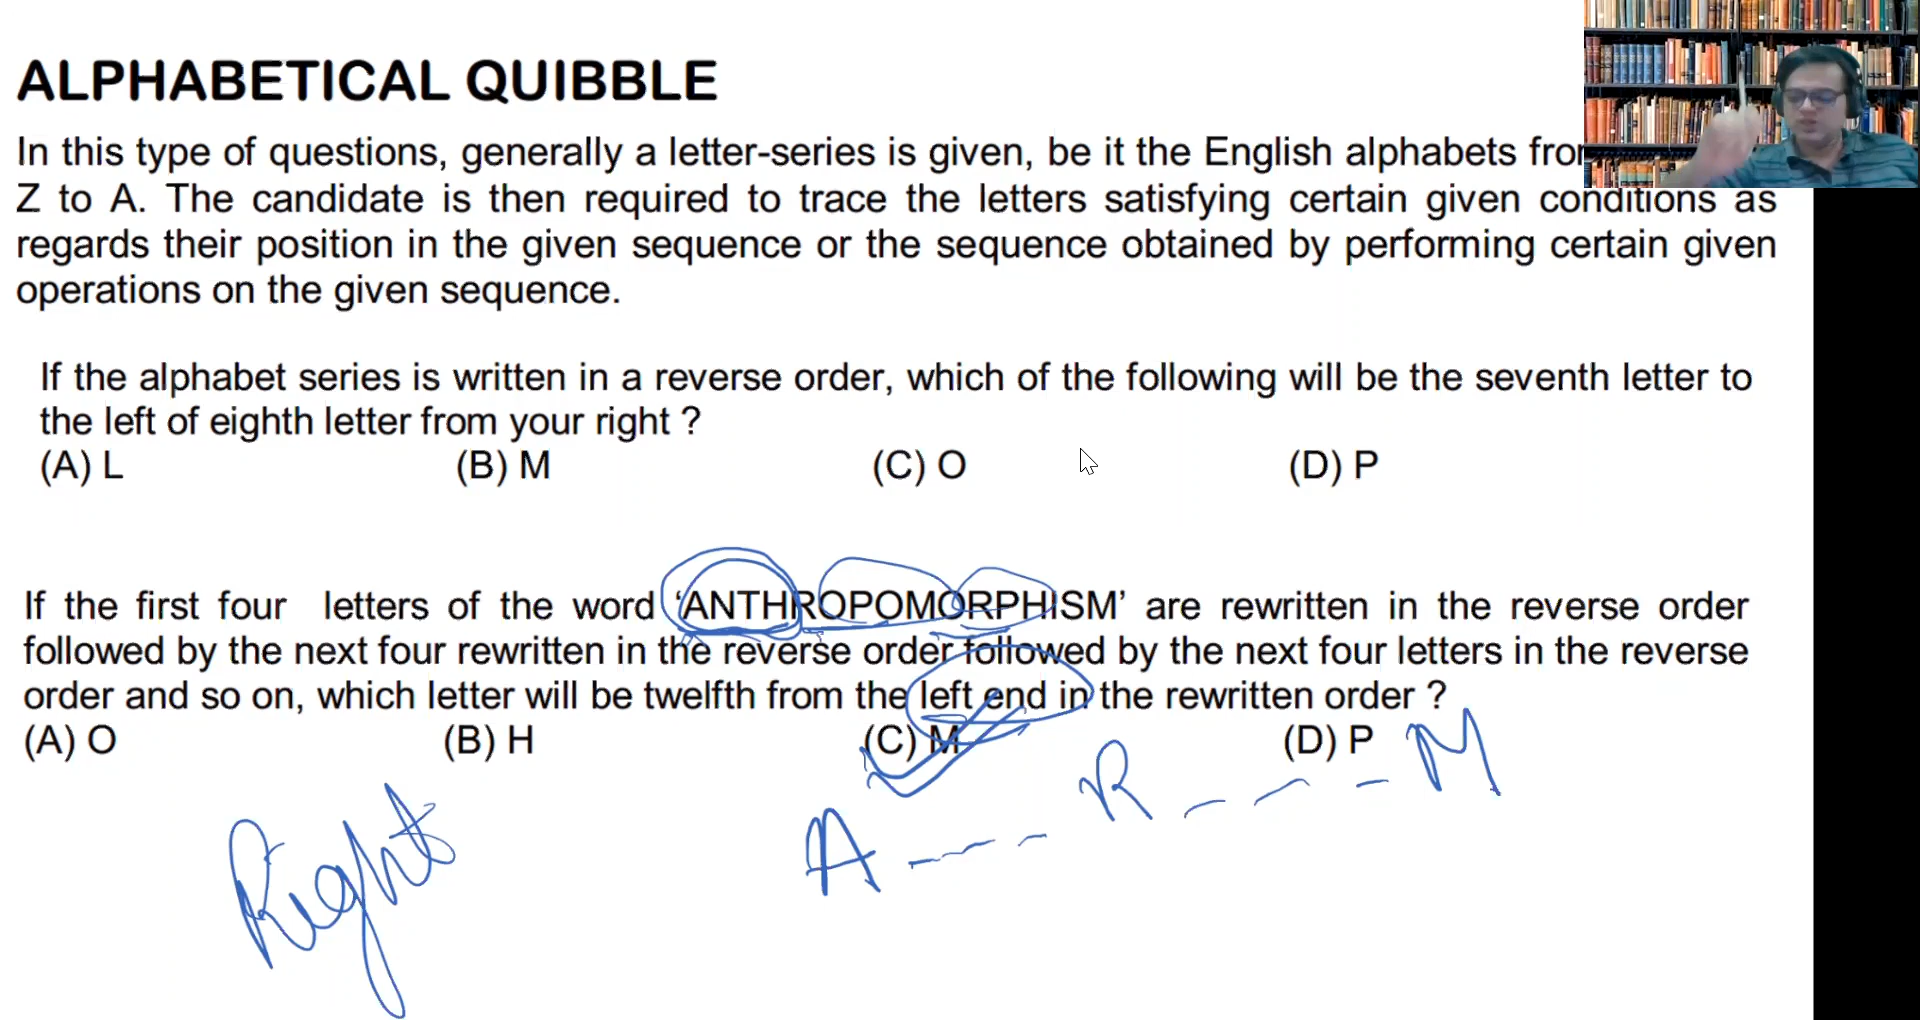 ALPHABETICAL QUIBBLE
In this type of questions, generally a letter-series is given, be it the English alphabets
Z to A. The candidate is then required to trace the letters satisfying certain given conditions as
regards their position in the given sequence or the sequence obtained by performing certain given
operations on the given sequence.
If the alphabet series is written in a reverse order, which of the following will be the seventh letter to
the left of eighth letter from your right ?
(A) L (B) M (C) O (D) P
If the first four letters of the word ‘ANTHROPOMORPHISM’ are rewritten in the reverse order
followed by the next four rewritten in the reverse order followed by the next four letters in the reverse
order and so on, which letter will be twelfth from the left end in the rewritten order ?
(A) O (B) H (C) M (D) P
A --- R --- - M
Right